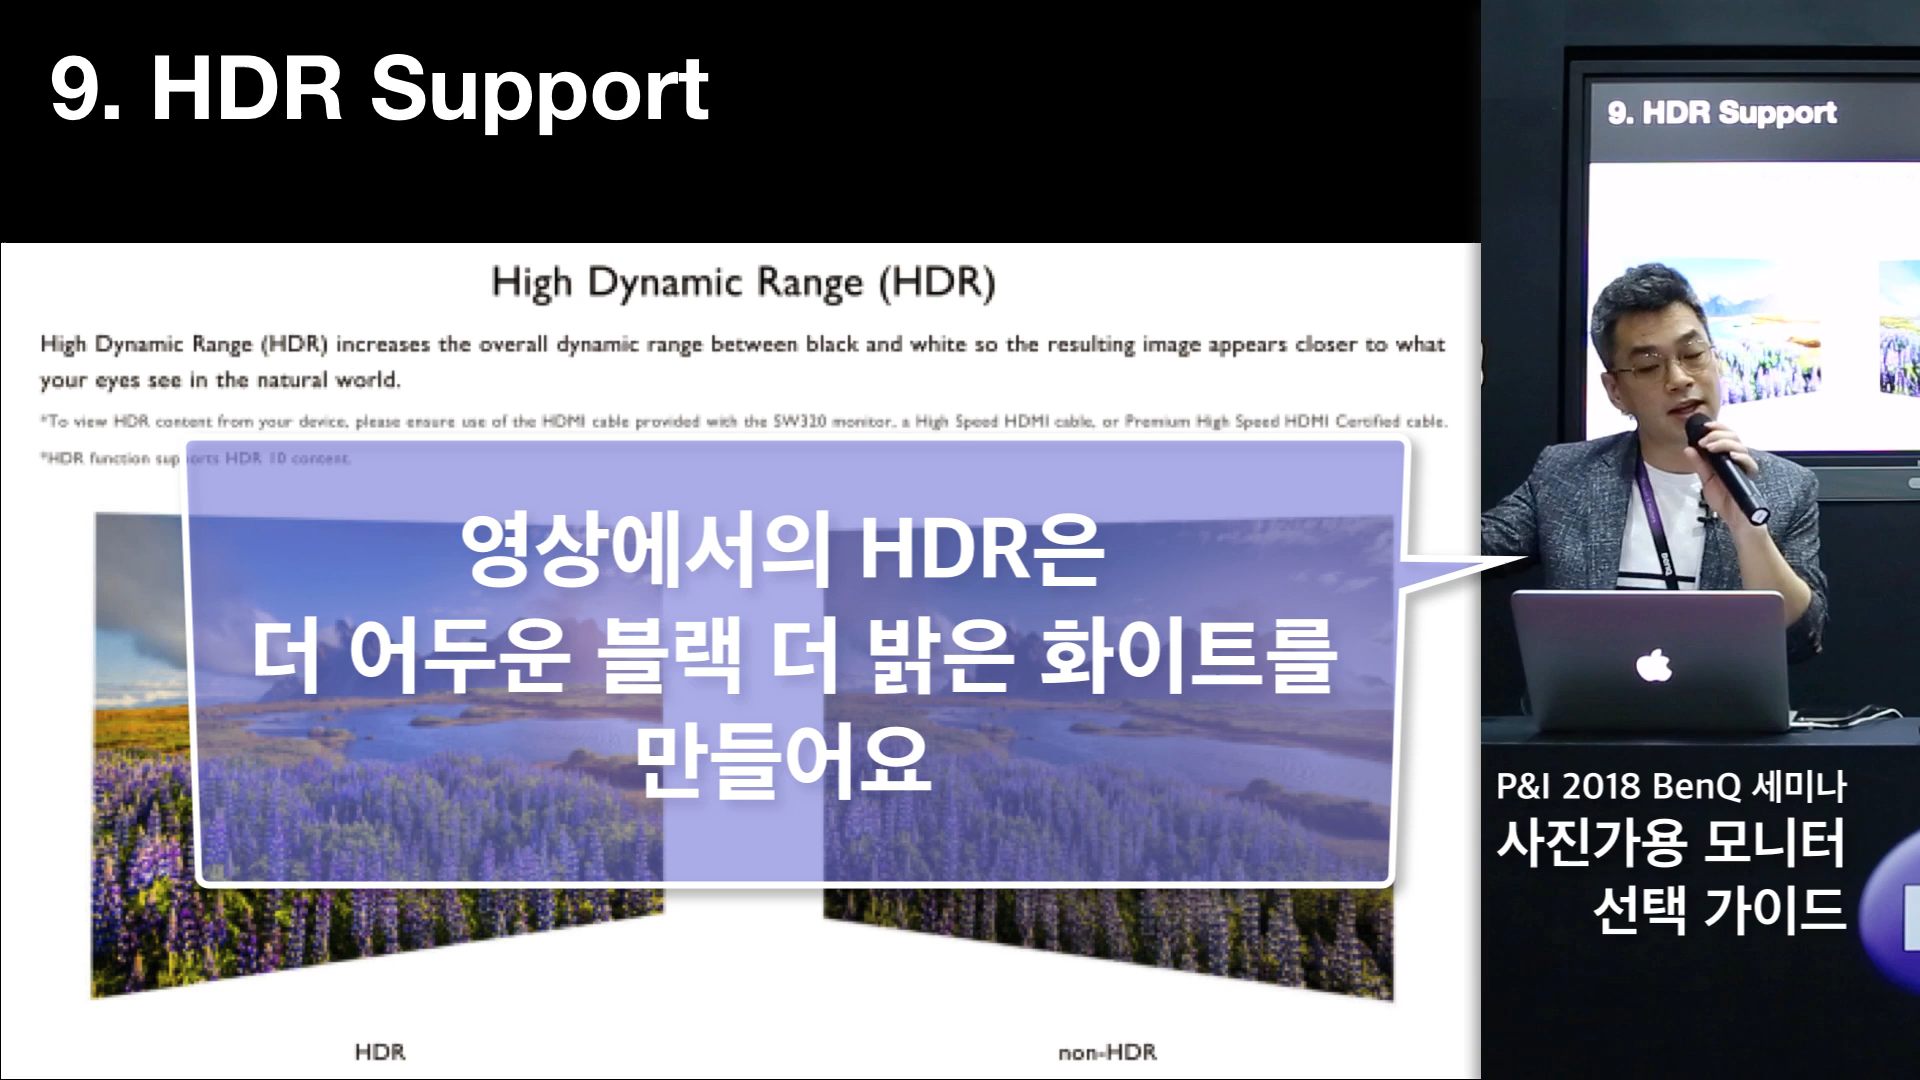 9. HDR Support
High Dynamic Range (HDR)
High Dynamic Range (HDR) increases the overall dynamic range between black and white so the resulting image appears closer to what
your eyes see in the natural world.
*To view HDR content from your device, please ensure use of the HDMI cable provided with the SW320 monitor, a High Speed HDMI cable, or Premium High Speed HDMI Certified cable.
*HDR function supports HDR 10 content.
영상에서의 HDR은
더 어두운 블랙 더 밝은 화이트를
만들어요
HDR
non-HDR
9. HDR Support
BenQ
P&I 2018 BenQ 세미나
사진가용 모니터
선택 가이드